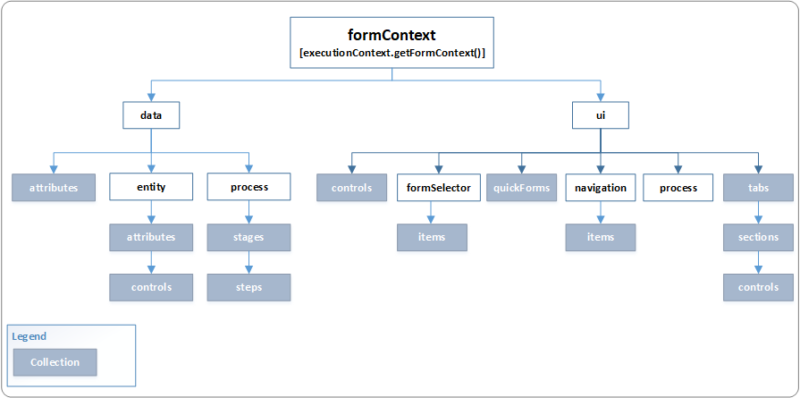 formContext
[executionContext.getFormContext()]
data
ui
attributes
entity
process
controls
formSelector
quickForms
navigation
process
tabs
attributes
stages
items
items
sections
controls
steps
controls
Legend
Collection